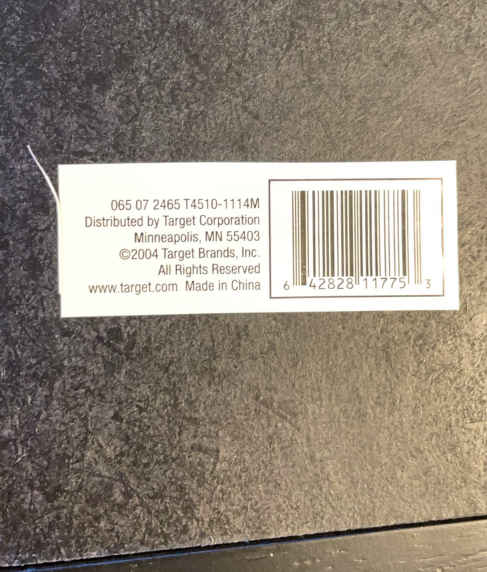 065 07 2465 T4510-1114M
Distributed by Target Corporation
Minneapolis, MN 55403
©2004 Target Brands, Inc.
All Rights Reserved
www.target.com Made in China
6 42828 11775 3